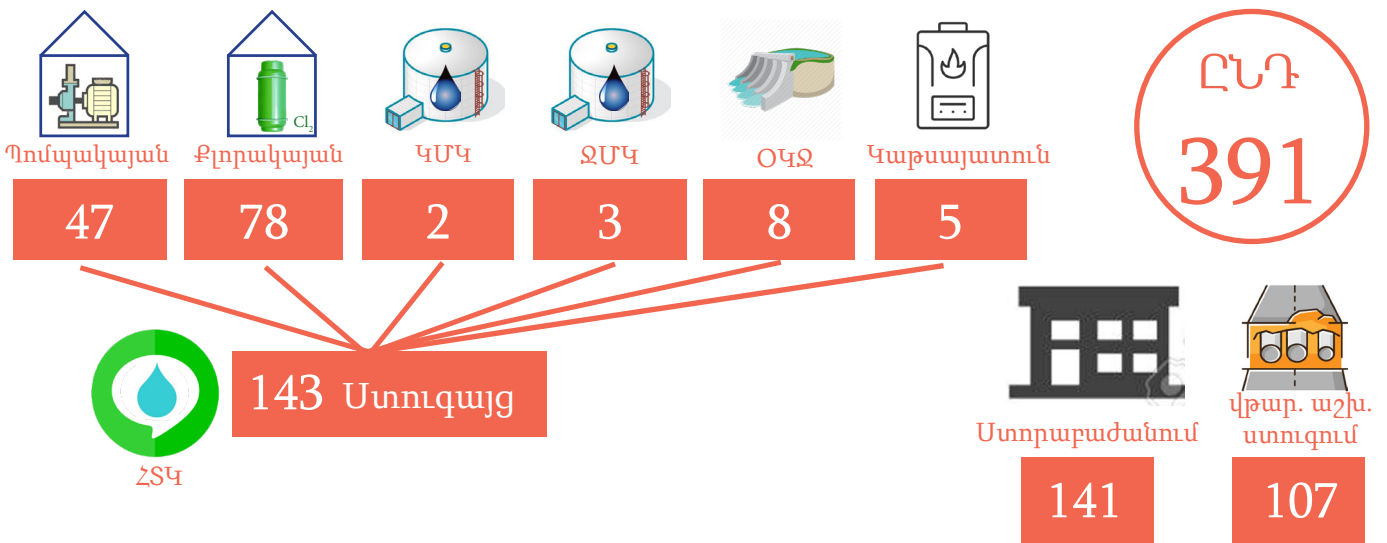 Cl₂
Պոմպակայան
Քլորակայան
ԿՄԿ
ՋՄԿ
ՕԿՋ
Կաթսայատուն
47
78
2
3
8
5
ԸՆԴ
391
143 Ստուգայց
ՀՏԿ
Ստորաբաժանում
141
վթար. աշխ.
ստուգում
107